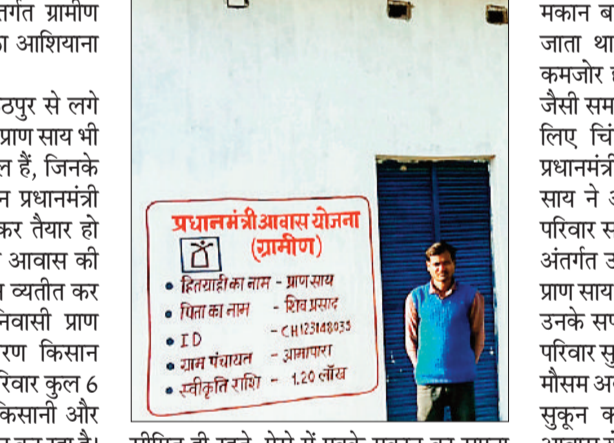 तर्गत ग्रामीण
आशियाना
ठपुर से लगे
प्राण साय भी
ल हैं, जिनके
न प्रधानमंत्री
कर तैयार हो
आवास की
व्यतीत कर
निवासी प्राण
रण किसान
रिवार कुल 6
किसानी और
प्रधानमंत्री आवास योजना
(ग्रामीण)
• हितग्राही का नाम - प्राण साय
• पिता का नाम - शिव प्रसाद
• ID - CH123148035
• ग्राम पंचायत - आमापारा
• स्वीकृति राशि - 1.20 लॉख
मकान ब
जाता था
कमजोर
जैसी सम
लिए चिं
प्रधानमंत्री
साय ने
परिवार स
अंतर्गत उ
प्राण साय
उनके सप
परिवार सु
मौसम अ
सुकून क